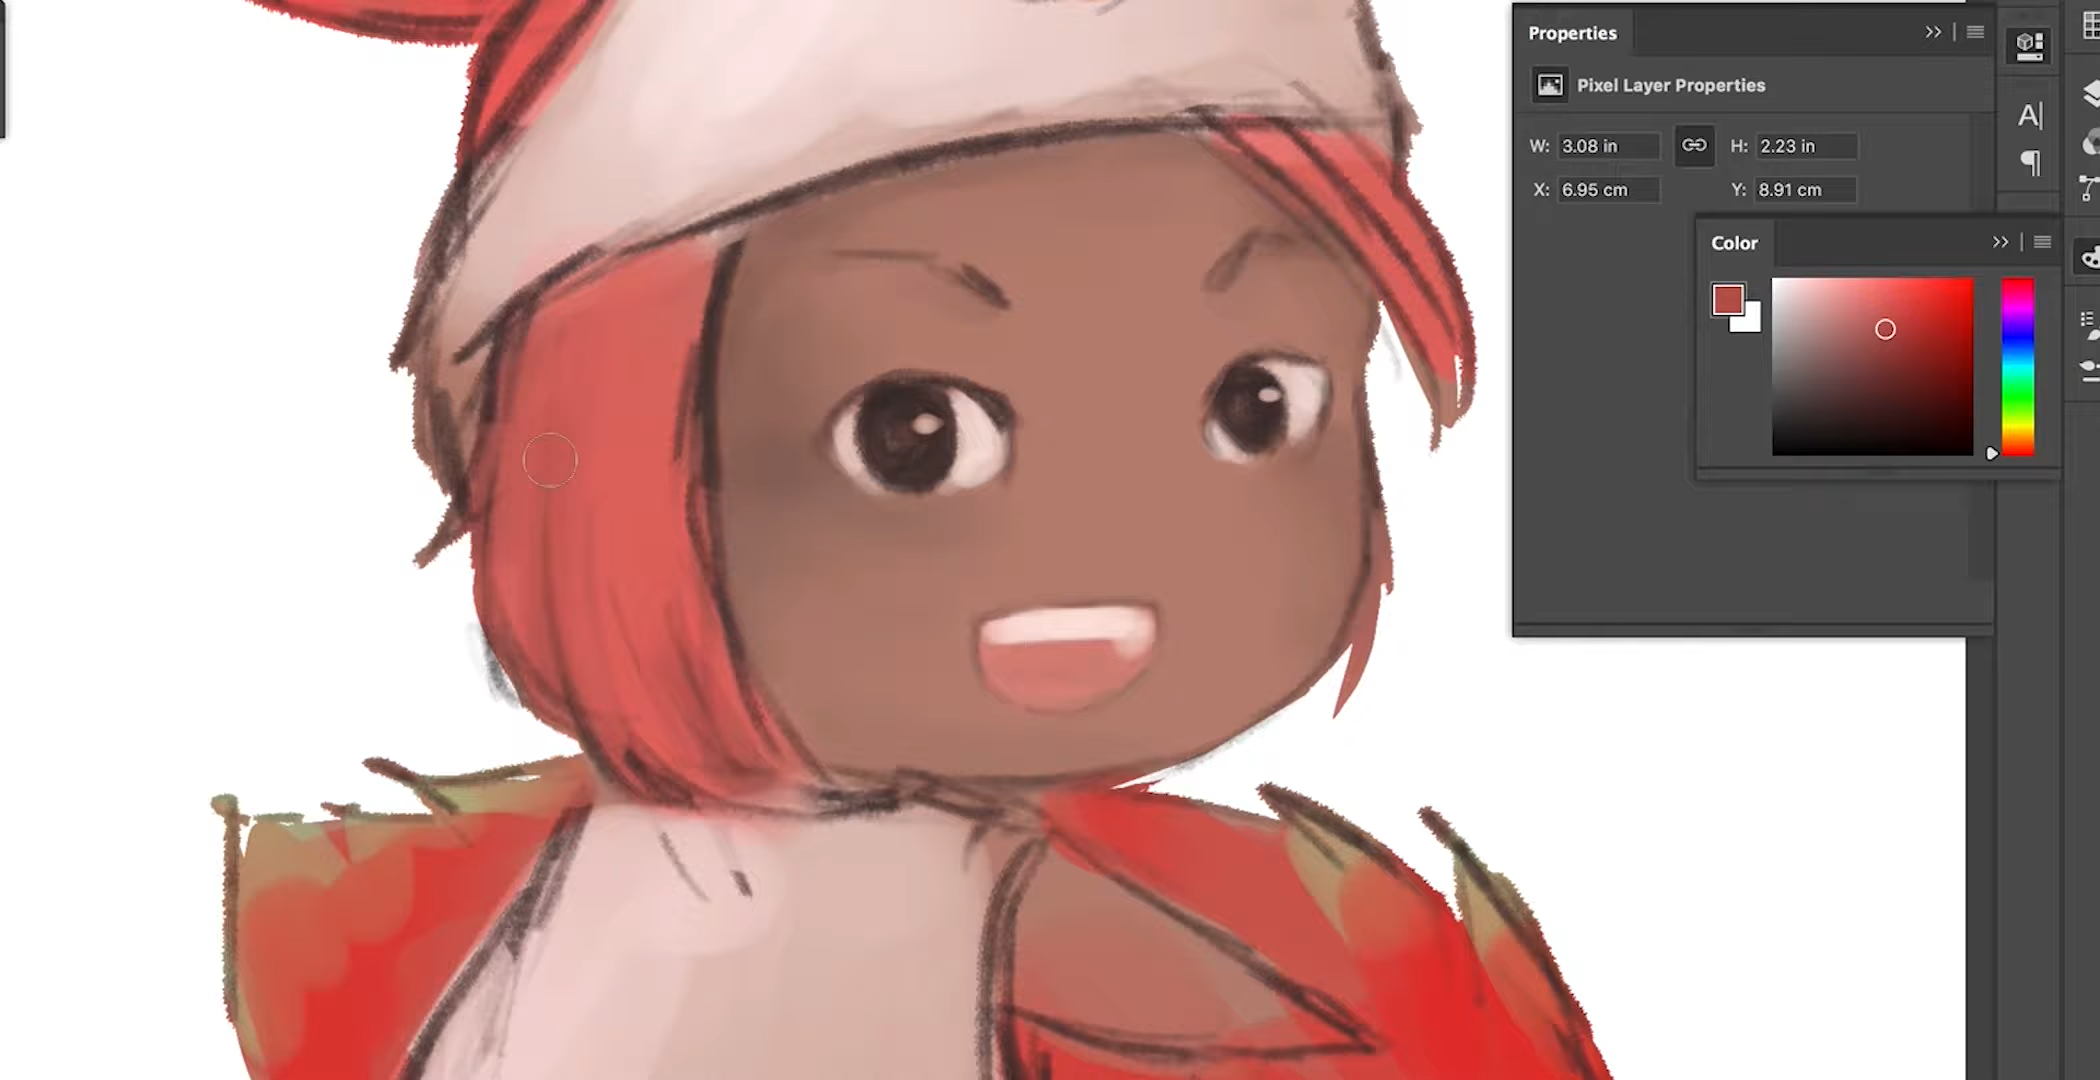 Properties
Pixel Layer Properties
W: 3.08 in H: 2.23 in
X: 6.95 cm Y: 8.91 cm
Color